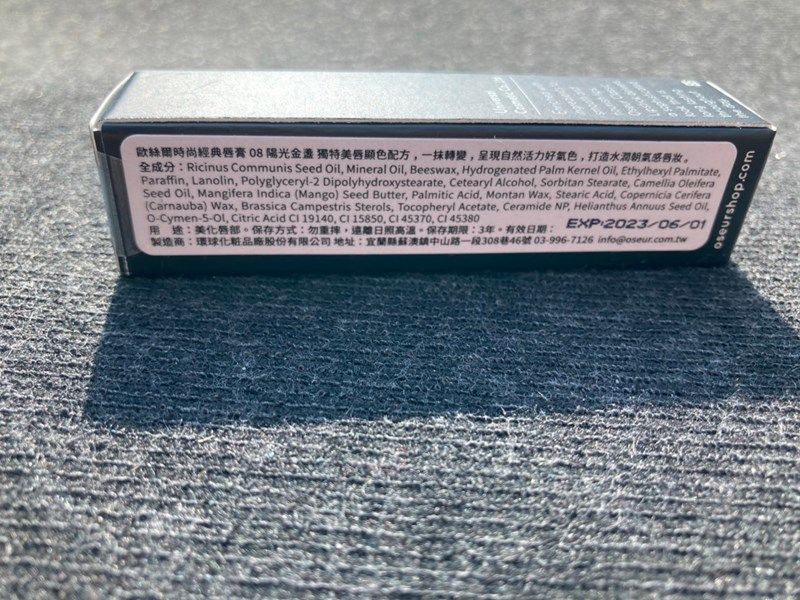 歐絲爾時尚經典唇膏 08 陽光金盞 獨特美唇顯色配方，一抹轉變，呈現自然活力好氣色，打造水潤朝氣感唇妝。
全成分：Ricinus Communis Seed Oil, Mineral Oil, Beeswax, Hydrogenated Palm Kernel Oil, Ethylhexyl Palmitate,
Paraffin, Lanolin, Polyglyceryl-2 Dipolyhydroxystearate, Cetearyl Alcohol, Sorbitan Stearate, Camellia Oleifera
Seed Oil, Mangifera Indica (Mango) Seed Butter, Palmitic Acid, Montan Wax, Stearic Acid, Copernicia Cerifera
(Carnauba) Wax, Brassica Campestris Sterols, Tocopheryl Acetate, Ceramide NP, Helianthus Annuus Seed Oil,
O-Cymen-5-Ol, Citric Acid CI 19140, CI 15850, CI 45370, CI 45380
用 途：美化唇部。保存方式：勿重摔，遠離日照高溫。保存期限：3年。有效日期： EXP:2023/06/01
製造商：環球化粧品廠股份有限公司 地址：宜蘭縣蘇澳鎮中山路一段308巷46號 03-996-7126 info@oseur.com.tw
oseurshop.com